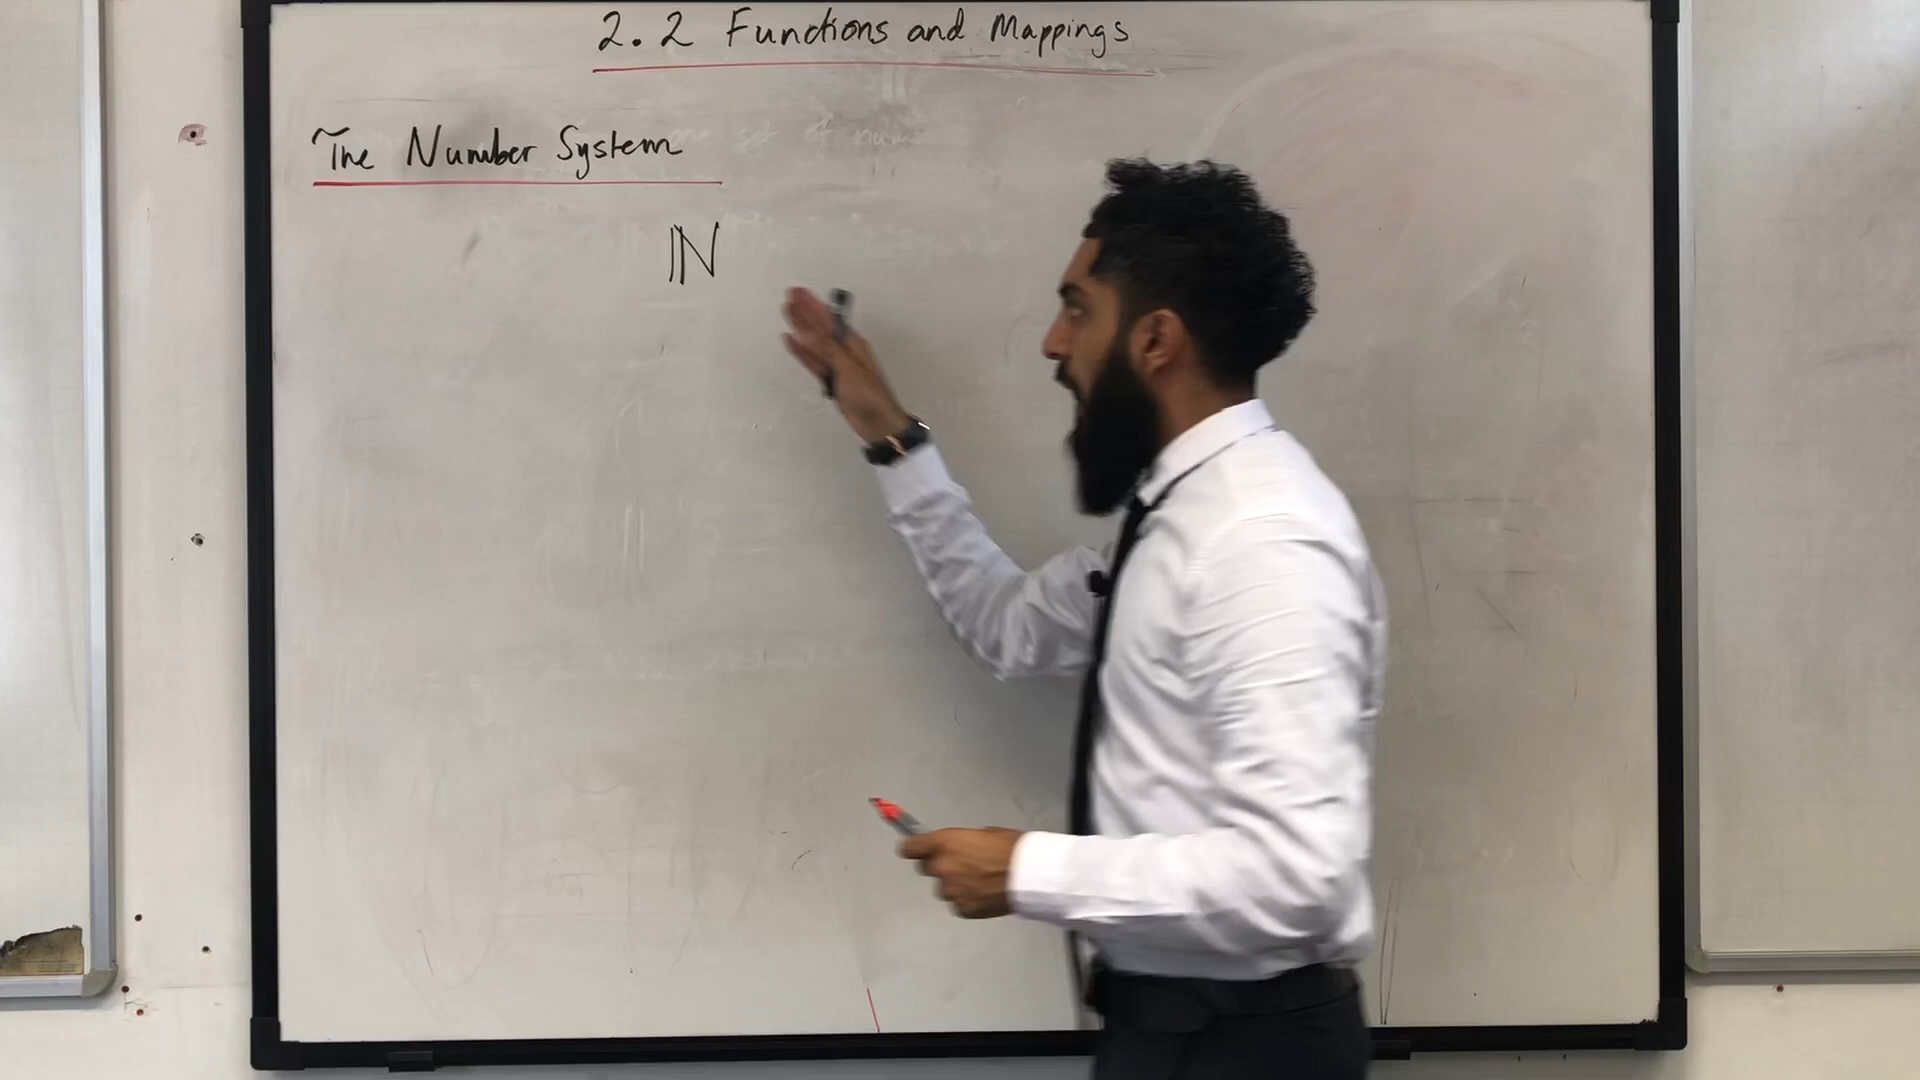 2.2 Functions and Mappings
The Number System
ℕ